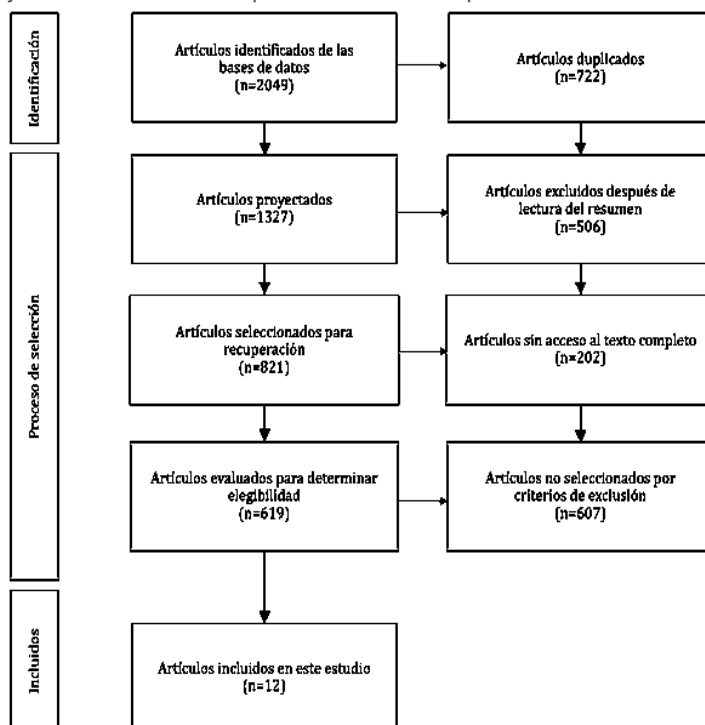 Identificación
Artículos identificados de las
bases de datos
(n=2049)
Artículos duplicados
(n=722)
Proceso de selección
Artículos proyectados
(n=1327)
Artículos excluidos después de
lectura del resumen
(n=506)
Artículos seleccionados para
recuperación
(n=821)
Artículos sin acceso al texto completo
(n=202)
Artículos evaluados para determinar
elegibilidad
(n=619)
Artículos no seleccionados por
criterios de exclusión
(n=607)
Incluidos
Artículos incluidos en este estudio
(n=12)